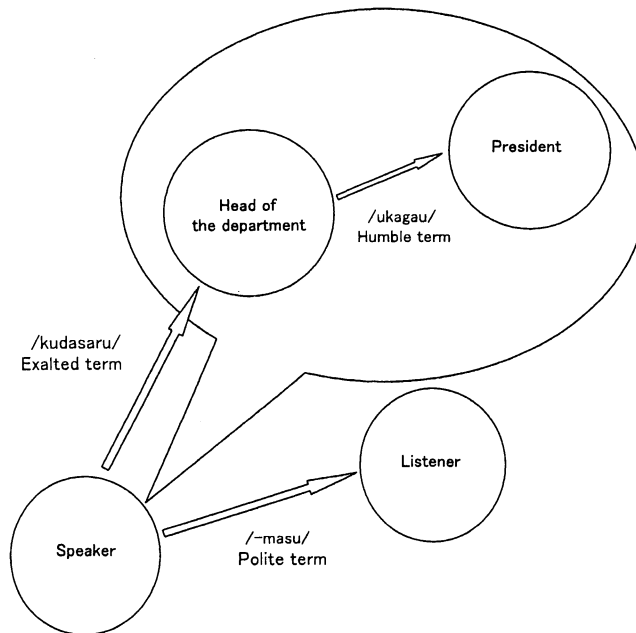 President
Head of
the department
/ukagau/
Humble term
/kudasaru/
Exalted term
Listener
Speaker
/-masu/
Polite term